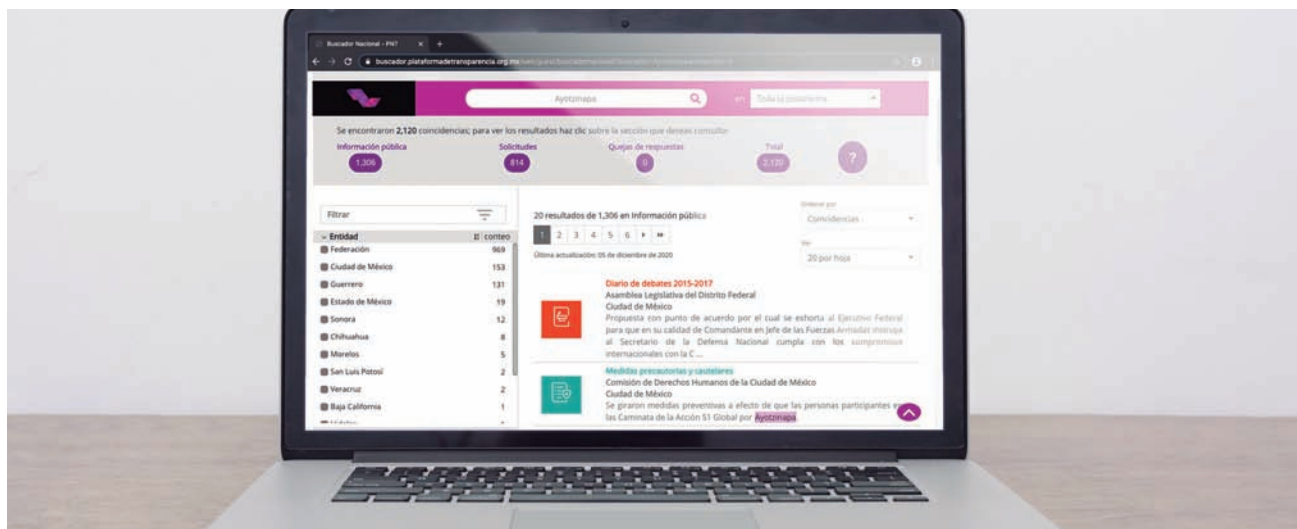 Buscador Nacional - PNT
buscador.plataformadetransparencia.org.mx
Ayotzinapa
en
Toda la plataforma
Se encontraron 2,120 coincidencias; para ver los resultados haz clic sobre la sección que deseas consultar
Información pública
Solicitudes
Quejas de respuestas
Total
1,306
814
0
2,120
?
Filtrar
20 resultados de 1,306 en Información pública
Ordenar por
Coincidencias
1 2 3 4 5 6
Última actualización: 05 de diciembre de 2020
Ver
20 por hoja
Entidad
conteo
Federación 969
Ciudad de México 153
Guerrero 131
Estado de México 19
Sonora 12
Chihuahua 8
Morelos 5
San Luis Potosí 2
Veracruz 2
Baja California 1
Diario de debates 2015-2017
Asamblea Legislativa del Distrito Federal
Ciudad de México
Propuesta con punto de acuerdo por el cual se exhorta al Ejecutivo Federal
para que en su calidad de Comandante en Jefe de las Fuerzas Armadas instruya
al Secretario de la Defensa Nacional cumpla con los compromisos
internacionales con la C ...
Medidas precautorias y cautelares
Comisión de Derechos Humanos de la Ciudad de México
Ciudad de México
Se giraron medidas preventivas a efecto de que las personas participantes en
las Caminata de la Acción 51 Global por Ayotzinapa.